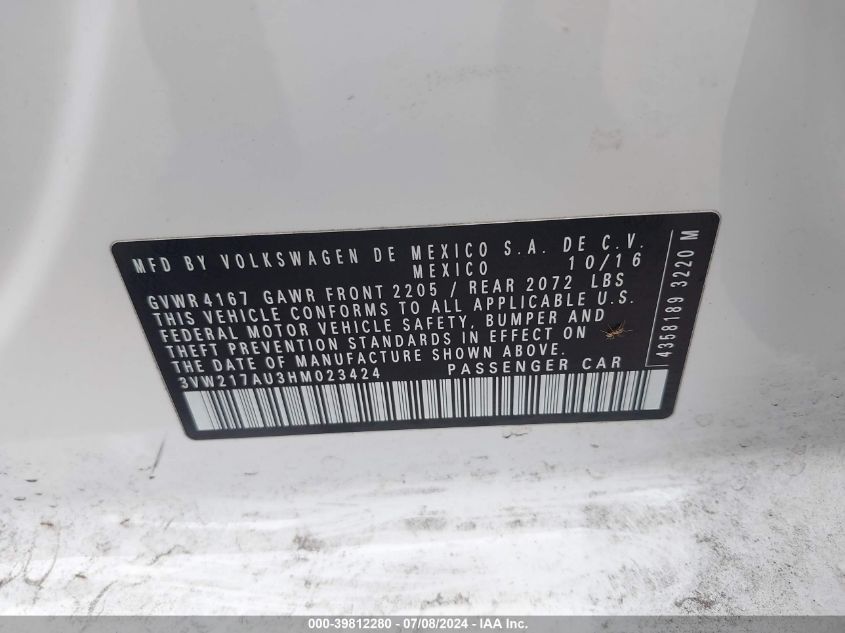 MFD BY VOLKSWAGEN DE MEXICO S.A. DE C.V.
MEXICO 10/16
GVWR 4167 GAWR FRONT 2205 / REAR 2072 LBS
THIS VEHICLE CONFORMS TO ALL APPLICABLE U.S.
FEDERAL MOTOR VEHICLE SAFETY, BUMPER AND
THEFT PREVENTION STANDARDS IN EFFECT ON
THE DATE OF MANUFACTURE SHOWN ABOVE.
3VW217AU3HM023424 PASSENGER CAR
4358189 3220 M
000-39812280 - 07/08/2024 - IAA Inc.